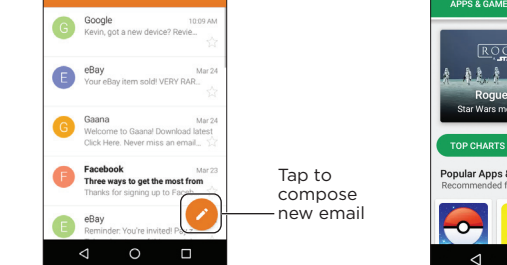 G
Google
10:09 AM
Kevin, got a new device? Revie...
E
eBay
Mar 24
Your eBay item sold! VERY RAR...
G
Gaana
Mar 24
Welcome to Gaana! Download latest
Click Here. Never miss an email...
F
Facebook
Mar 23
Three ways to get the most from
Thanks for signing up to Faceb
E
eBay
Reminder: You're invited!
Tap to
compose
new email
APPS & GAME
ROG
Rogue
Star Wars m
TOP CHARTS
Popular Apps &
Recommended f